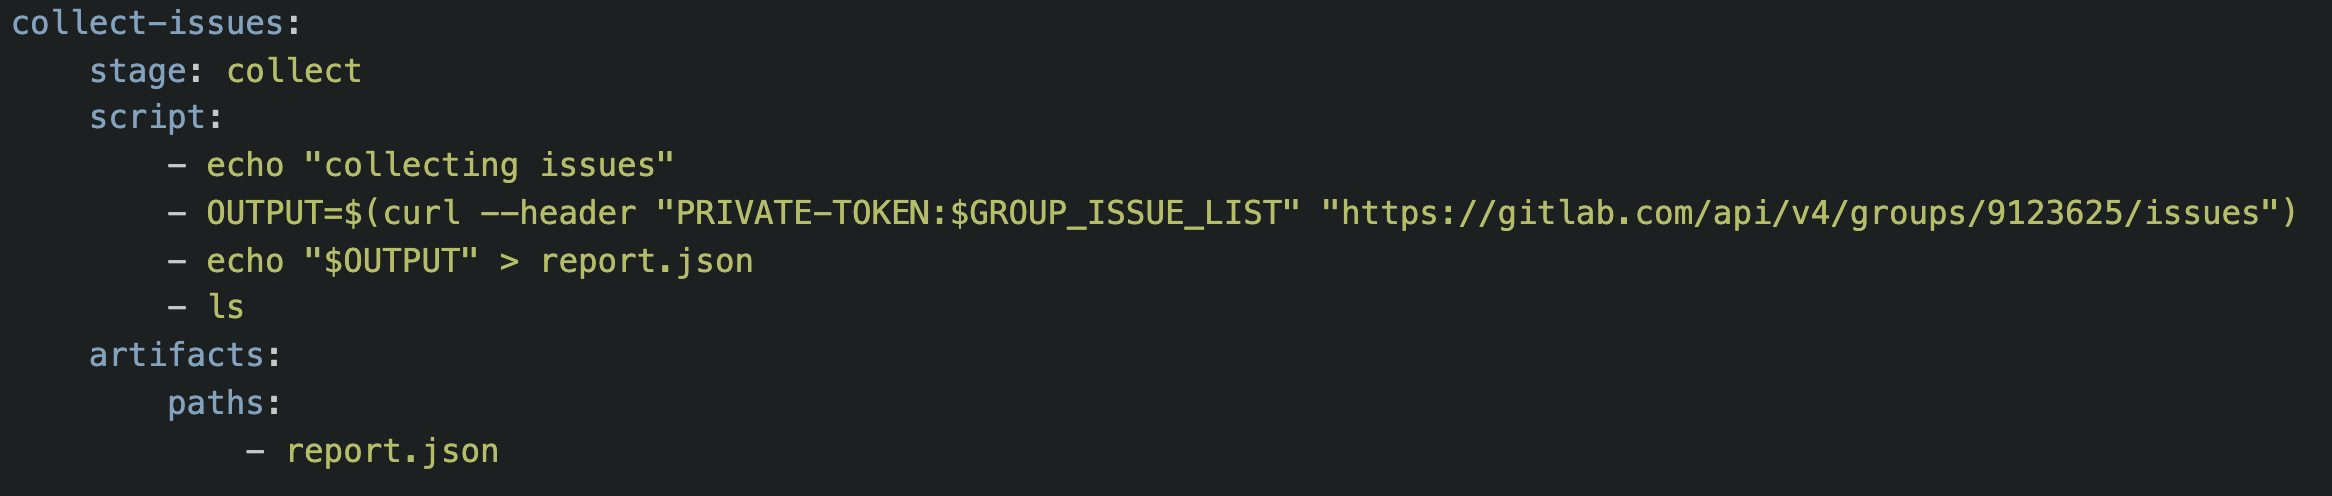 collect-issues:
    stage: collect
    script:
        - echo "collecting issues"
        - OUTPUT=$(curl --header "PRIVATE-TOKEN:$GROUP_ISSUE_LIST" "https://gitlab.com/api/v4/groups/9123625/issues")
        - echo "$OUTPUT" > report.json
        - ls
    artifacts:
        paths:
            - report.json